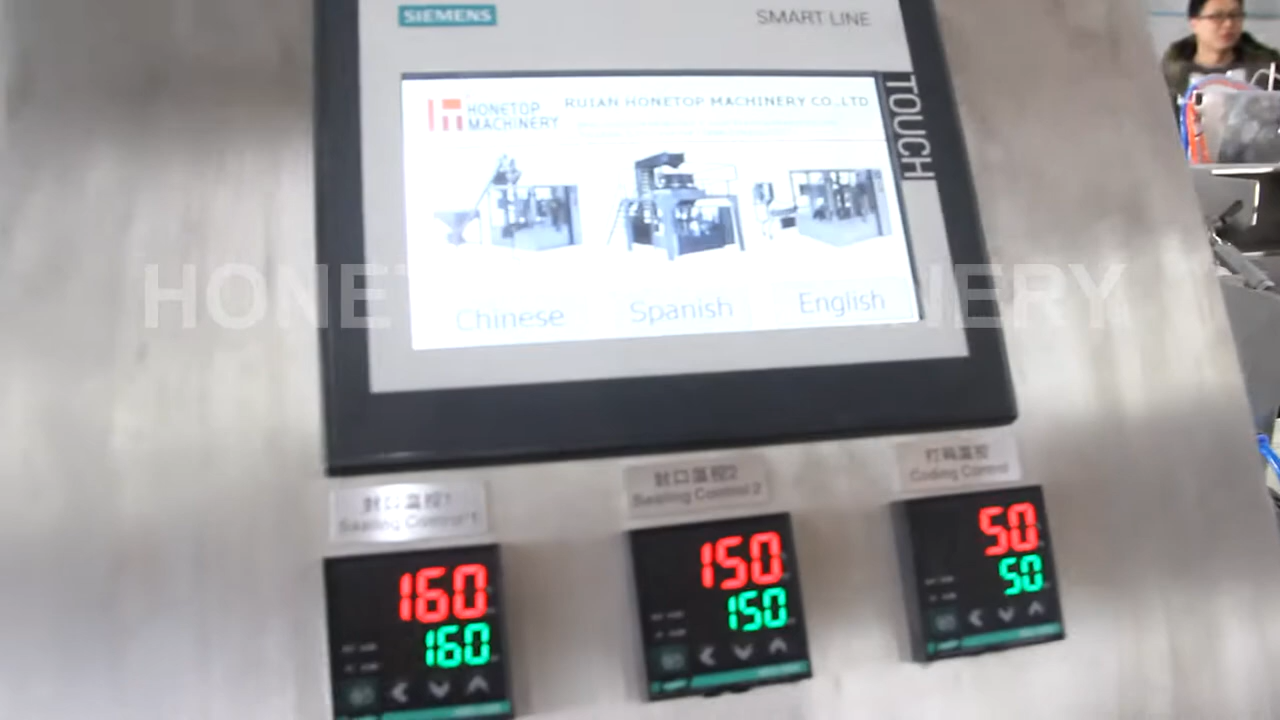 SIEMENS
SMART LINE
TOUCH
HONETOP
MACHINERY
RUIAN HONETOP MACHINERY CO.,LTD
Chinese
Spanish
English
封口温控1
Sealing Control 1
封口温控2
Sealing Control 2
打码温控
Coding Control
160
160
150
150
50
50